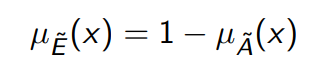 μ_Ẽ(x) = 1 − μ_Ã(x)